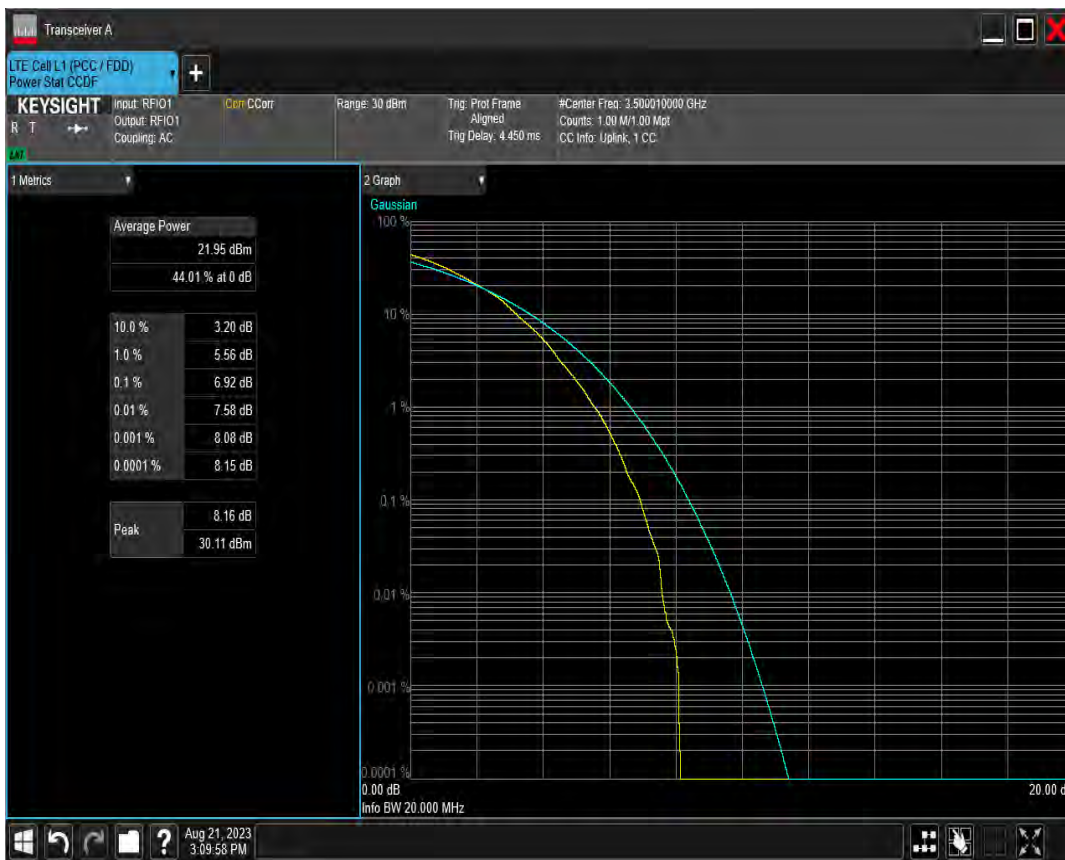 Transceiver A
LTE Cell L1 (PCC / FDD)
Power Stat CCDF
+
KEYSIGHT
R T
LNI
Input: RFIO1
Output: RFIO1
Coupling: AC
Corr CCorr
Range: 30 dBm
Trig: Prot Frame
Aligned
Trig Delay: 4.450 ms
#Center Freq: 3.500010000 GHz
Counts: 1.00 M/1.00 Mpt
CC Info: Uplink, 1 CC
1 Metrics
Average Power
21.95 dBm
44.01 % at 0 dB
10.0 % 3.20 dB
1.0 % 5.56 dB
0.1 % 6.92 dB
0.01 % 7.58 dB
0.001 % 8.08 dB
0.0001 % 8.15 dB
Peak
8.16 dB
30.11 dBm
2 Graph
Gaussian
100 %
10 %
1 %
0.1 %
0.01 %
0.001 %
0.0001 %
0.00 dB
20.00 d
Info BW 20.000 MHz
?
Aug 21, 2023
3:09:58 PM